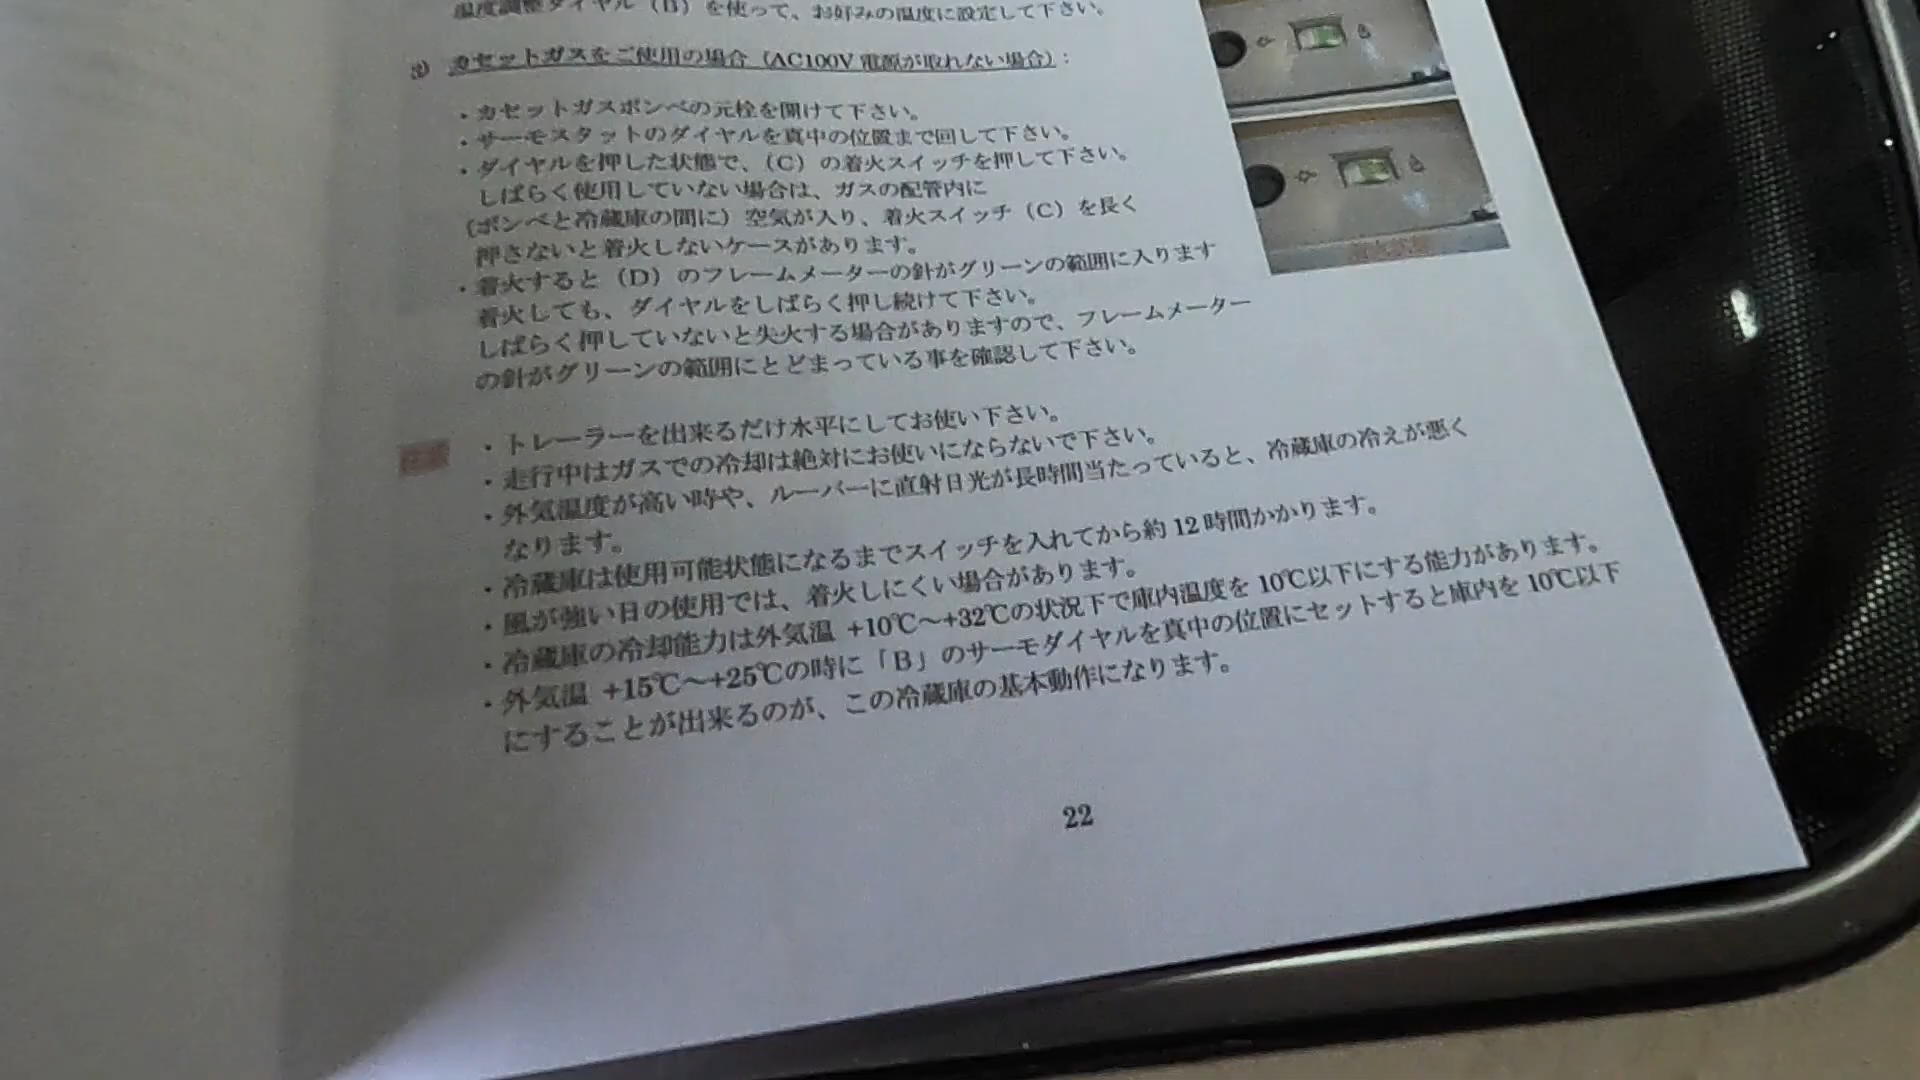 温度調整ダイヤル（B）を使って、お好みの温度に設定して下さい。
3) カセットガスをご使用の場合（AC100V 電源が取れない場合）:
・カセットガスボンベの元栓を開けて下さい。
・サーモスタットのダイヤルを真中の位置まで回して下さい。
・ダイヤルを押した状態で、（C）の着火スイッチを押して下さい。
しばらく使用していない場合は、ガスの配管内に
(ボンベと冷蔵庫の間に) 空気が入り、着火スイッチ（C）を長く
押さないと着火しないケースがあります。
・着火すると（D）のフレームメーターの針がグリーンの範囲に入ります
着火しても、ダイヤルをしばらく押し続けて下さい。
しばらく押していないと失火する場合がありますので、フレームメーター
の針がグリーンの範囲にとどまっている事を確認して下さい。
注意
・トレーラーを出来るだけ水平にしてお使い下さい。
・走行中はガスでの冷却は絶対にお使いにならないで下さい。
・外気温度が高い時や、ルーバーに直射日光が長時間当たっていると、冷蔵庫の冷えが悪く
なります。
・冷蔵庫は使用可能状態になるまでスイッチを入れてから約 12 時間かかります。
・風が強い日の使用では、着火しにくい場合があります。
・冷蔵庫の冷却能力は外気温 +10℃～+32℃の状況下で庫内温度を 10℃以下にする能力があります。
・外気温 +15℃～+25℃の時に「B」のサーモダイヤルを真中の位置にセットすると庫内を 10℃以下
にすることが出来るのが、この冷蔵庫の基本動作になります。
22